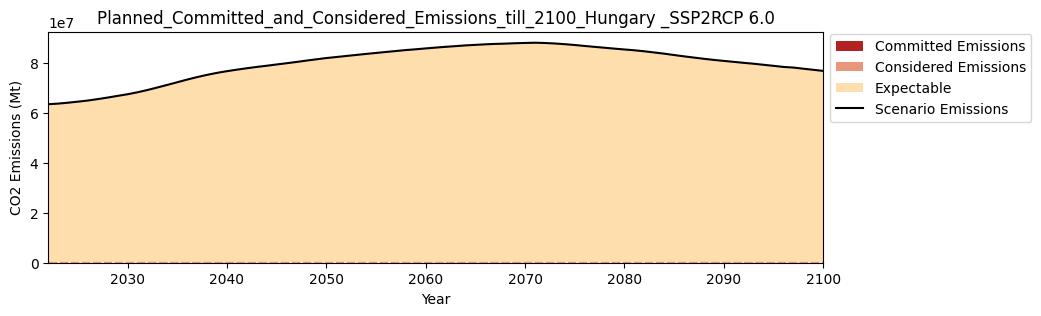 Planned_Committed_and_Considered_Emissions_till_2100_Hungary _SSP2RCP 6.0
1e7
8
6
4
2
0
CO2 Emissions (Mt)
2030 2040 2050 2060 2070 2080 2090 2100
Year
Committed Emissions
Considered Emissions
Expectable
Scenario Emissions